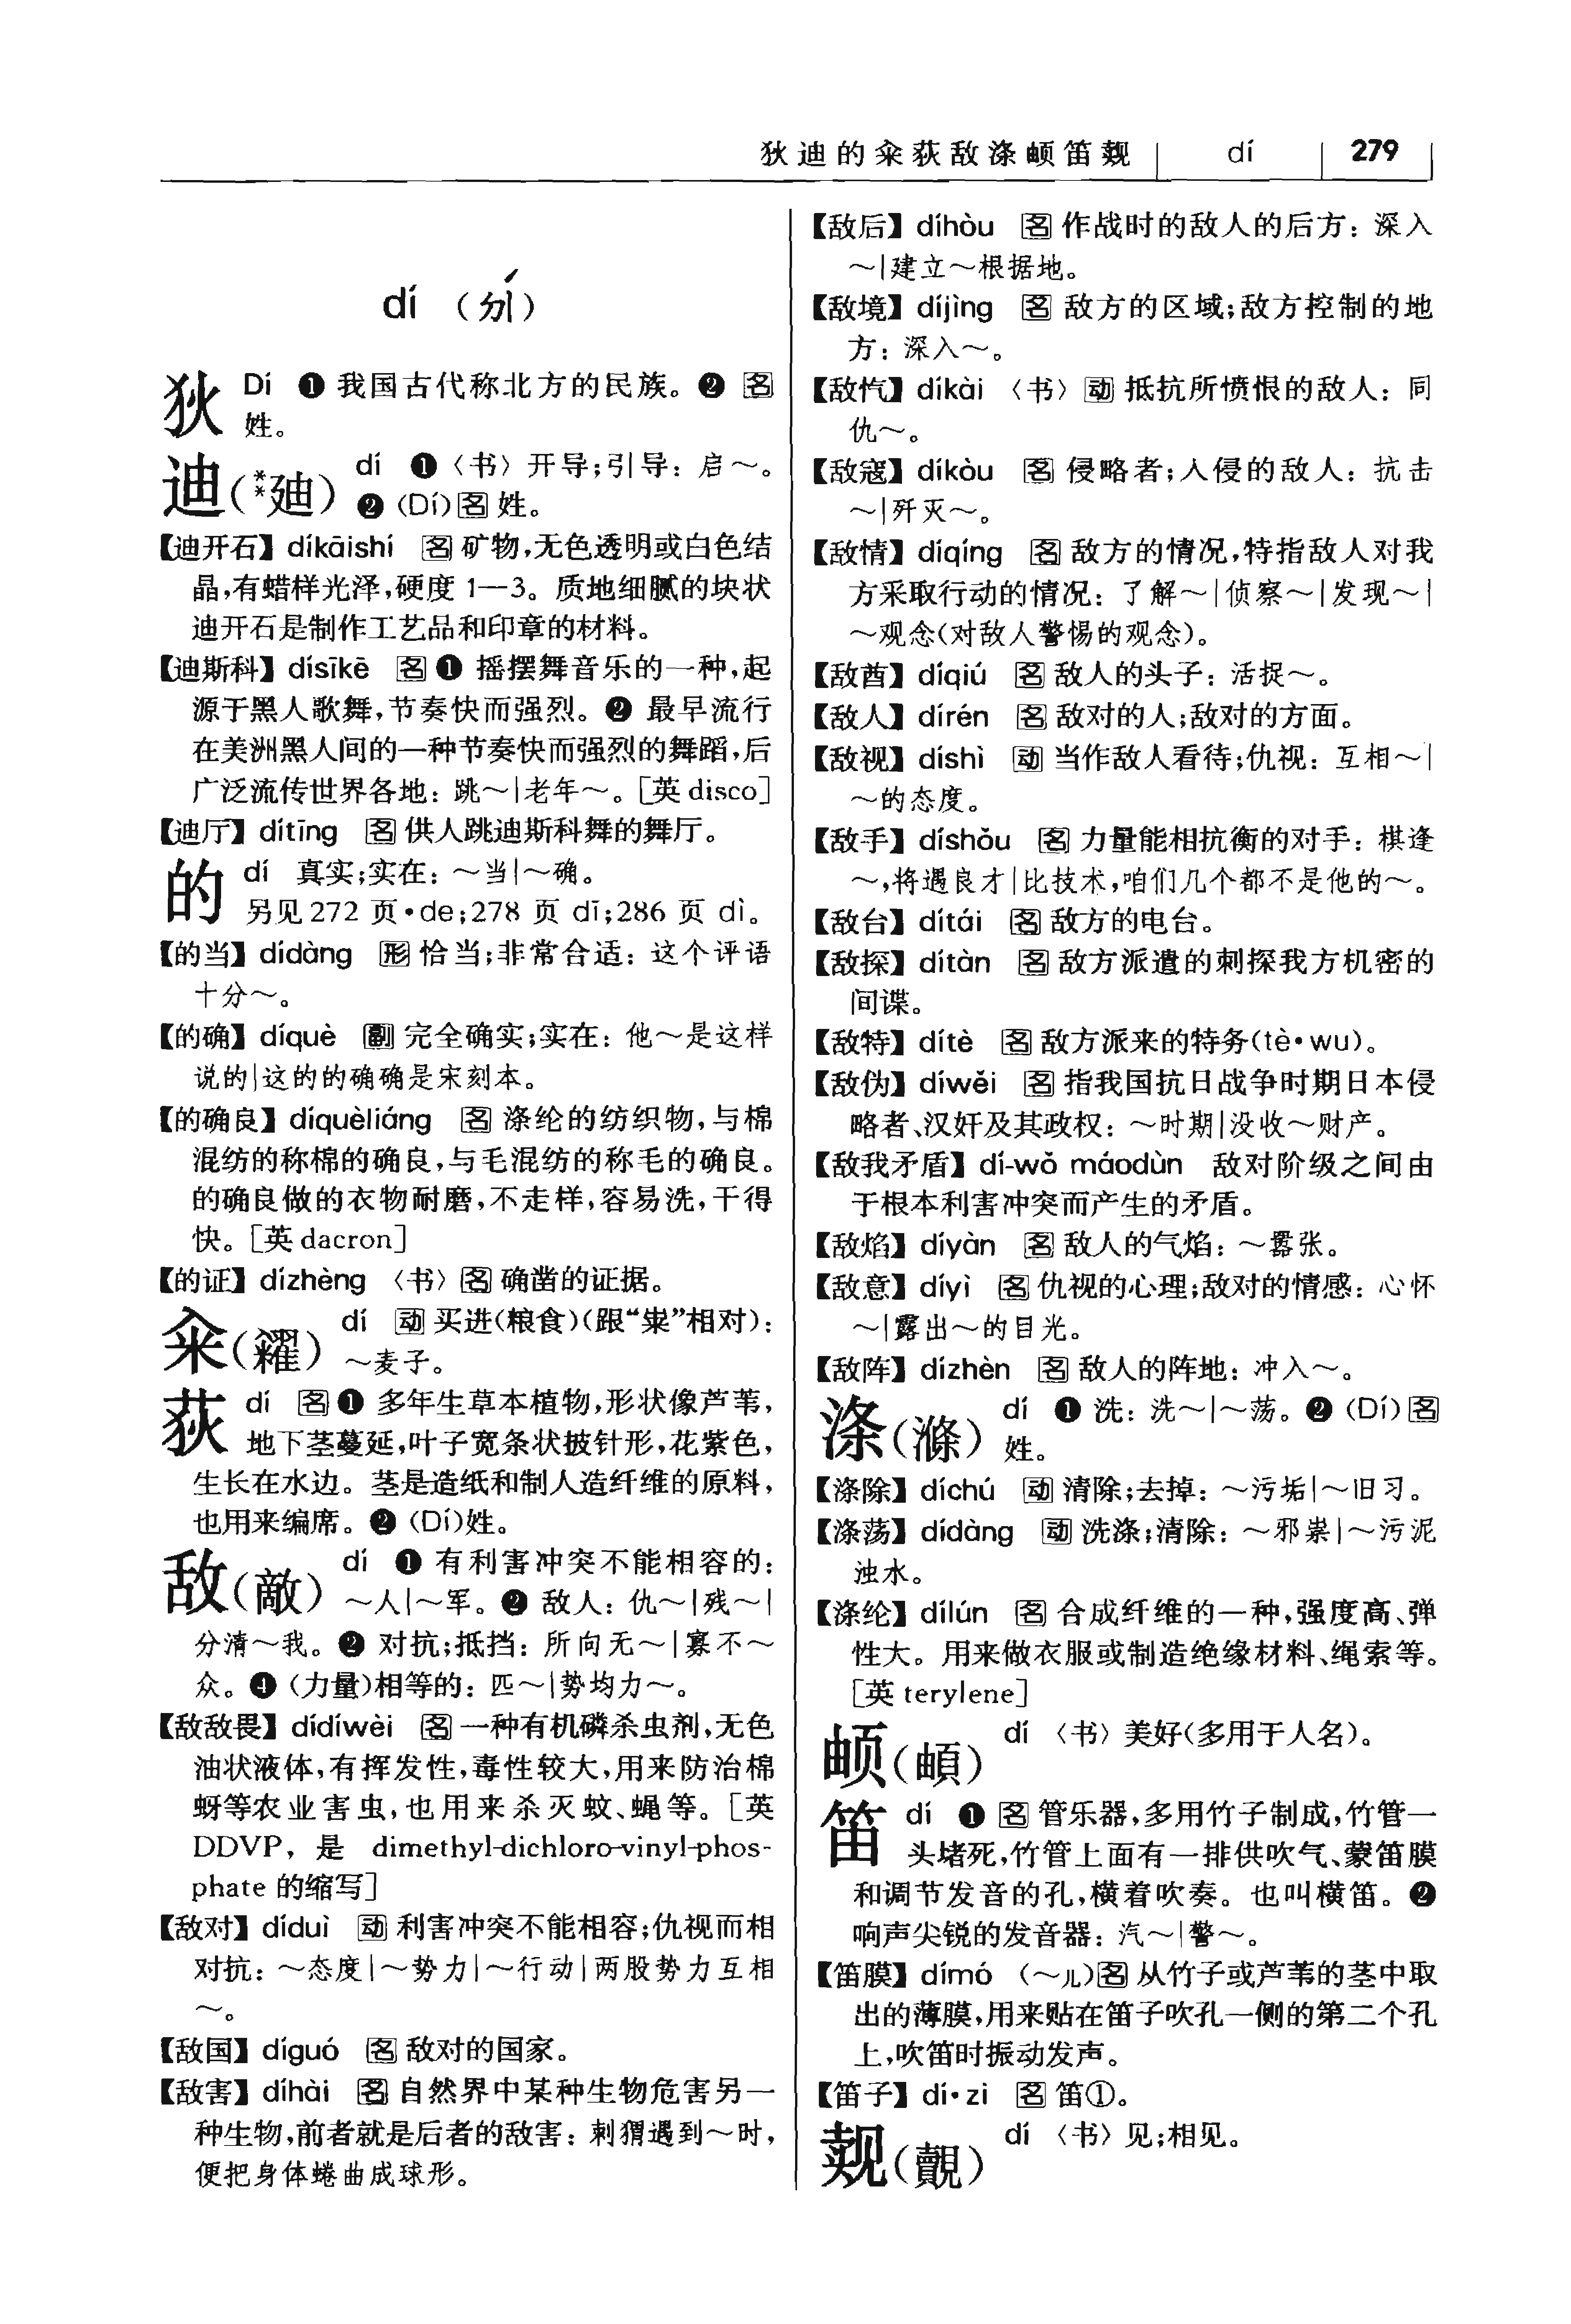 狄迪的籴荻敌涤𬱖笛觌 dí 279
dí （ㄉㄧˊ）
狄 Dí ❶ 我国古代称北方的民族。❷ 名
姓。
迪(**廸) dí ❶〈书〉开导;引导：启～。
❷ (Dí)名 姓。
【迪开石】díkāishí 名 矿物,无色透明或白色结
晶,有蜡样光泽,硬度 1—3。质地细腻的块状
迪开石是制作工艺品和印章的材料。
【迪斯科】dísīkē 名❶ 摇摆舞音乐的一种,起
源于黑人歌舞,节奏快而强烈。❷ 最早流行
在美洲黑人间的一种节奏快而强烈的舞蹈,后
广泛流传世界各地：跳～|老年～。[英 disco]
【迪厅】dítīng 名 供人跳迪斯科舞的舞厅。
的 dí 真实;实在：～当|～确。
另见 272 页•de;278 页 dī;286 页 dì。
【的当】dídàng 形 恰当;非常合适：这个评语
十分～。
【的确】díquè 副 完全确实;实在：他～是这样
说的|这的的确确是宋刻本。
【的确良】díquèliáng 名 涤纶的纺织物,与棉
混纺的称棉的确良,与毛混纺的称毛的确良。
的确良做的衣物耐磨,不走样,容易洗,干得
快。[英 dacron]
【的证】dízhèng 〈书〉名 确凿的证据。
籴(糴) dí 动 买进(粮食)(跟“粜”相对)：
～麦子。
荻 dí 名❶ 多年生草本植物,形状像芦苇,
地下茎蔓延,叶子宽条状披针形,花紫色,
生长在水边。茎是造纸和制人造纤维的原料,
也用来编席。❷ (Dí)姓。
敌(敵) dí ❶ 有利害冲突不能相容的：
～人|～军。❷ 敌人：仇～|残～|
分清～我。❷ 对抗;抵挡：所向无～|寡不～
众。❹ (力量)相等的：匹～|势均力～。
【敌敌畏】dídíwèi 名 一种有机磷杀虫剂,无色
油状液体,有挥发性,毒性较大,用来防治棉
蚜等农业害虫,也用来杀灭蚊、蝇等。[英
DDVP, 是 dimethyl-dichloro-vinyl-phos-
phate 的缩写]
【敌对】díduì 动 利害冲突不能相容;仇视而相
对抗：～态度|～势力|～行动|两股势力互相
～。
【敌国】díguó 名 敌对的国家。
【敌害】díhài 名 自然界中某种生物危害另一
种生物,前者就是后者的敌害：刺猬遇到～时,
便把身体蜷曲成球形。
【敌后】díhòu 名 作战时的敌人的后方：深入
～|建立～根据地。
【敌境】díjìng 名 敌方的区域;敌方控制的地
方：深入～。
【敌忾】díkài 〈书〉动 抵抗所愤恨的敌人：同
仇～。
【敌寇】díkòu 名 侵略者;入侵的敌人：抗击
～|歼灭～。
【敌情】díqíng 名 敌方的情况,特指敌人对我
方采取行动的情况：了解～|侦察～|发现～|
～观念(对敌人警惕的观念)。
【敌酋】díqiú 名 敌人的头子：活捉～。
【敌人】dírén 名 敌对的人;敌对的方面。
【敌视】díshì 动 当作敌人看待;仇视：互相～|
～的态度。
【敌手】díshǒu 名 力量能相抗衡的对手：棋逢
～,将遇良才|比技术,咱们几个都不是他的～。
【敌台】dítái 名 敌方的电台。
【敌探】dítàn 名 敌方派遣的刺探我方机密的
间谍。
【敌特】dítè 名 敌方派来的特务(tè•wu)。
【敌伪】díwěi 名 指我国抗日战争时期日本侵
略者、汉奸及其政权：～时期|没收～财产。
【敌我矛盾】dí-wǒ máodùn 敌对阶级之间由
于根本利害冲突而产生的矛盾。
【敌焰】díyàn 名 敌人的气焰：～嚣张。
【敌意】díyì 名 仇视的心理;敌对的情感：心怀
～|露出～的目光。
【敌阵】dízhèn 名 敌人的阵地：冲入～。
涤(滌) dí ❶ 洗：洗～|～荡。❷ (Dí)名
姓。
【涤除】díchú 动 清除;去掉：～污垢|～旧习。
【涤荡】dídàng 动 洗涤;清除：～邪祟|～污泥
浊水。
【涤纶】dílún 名 合成纤维的一种,强度高、弹
性大。用来做衣服或制造绝缘材料、绳索等。
[英 terylene]
𬱖(頔) dí 〈书〉美好(多用于人名)。
笛 dí ❶ 名 管乐器,多用竹子制成,竹管一
头堵死,竹管上面有一排供吹气、蒙笛膜
和调节发音的孔,横着吹奏。也叫横笛。❷
响声尖锐的发音器：汽～|警～。
【笛膜】dímó (～儿)名 从竹子或芦苇的茎中取
出的薄膜,用来贴在笛子吹孔一侧的第二个孔
上,吹笛时振动发声。
【笛子】dí•zi 名 笛①。
觌(覿) dí 〈书〉见;相见。